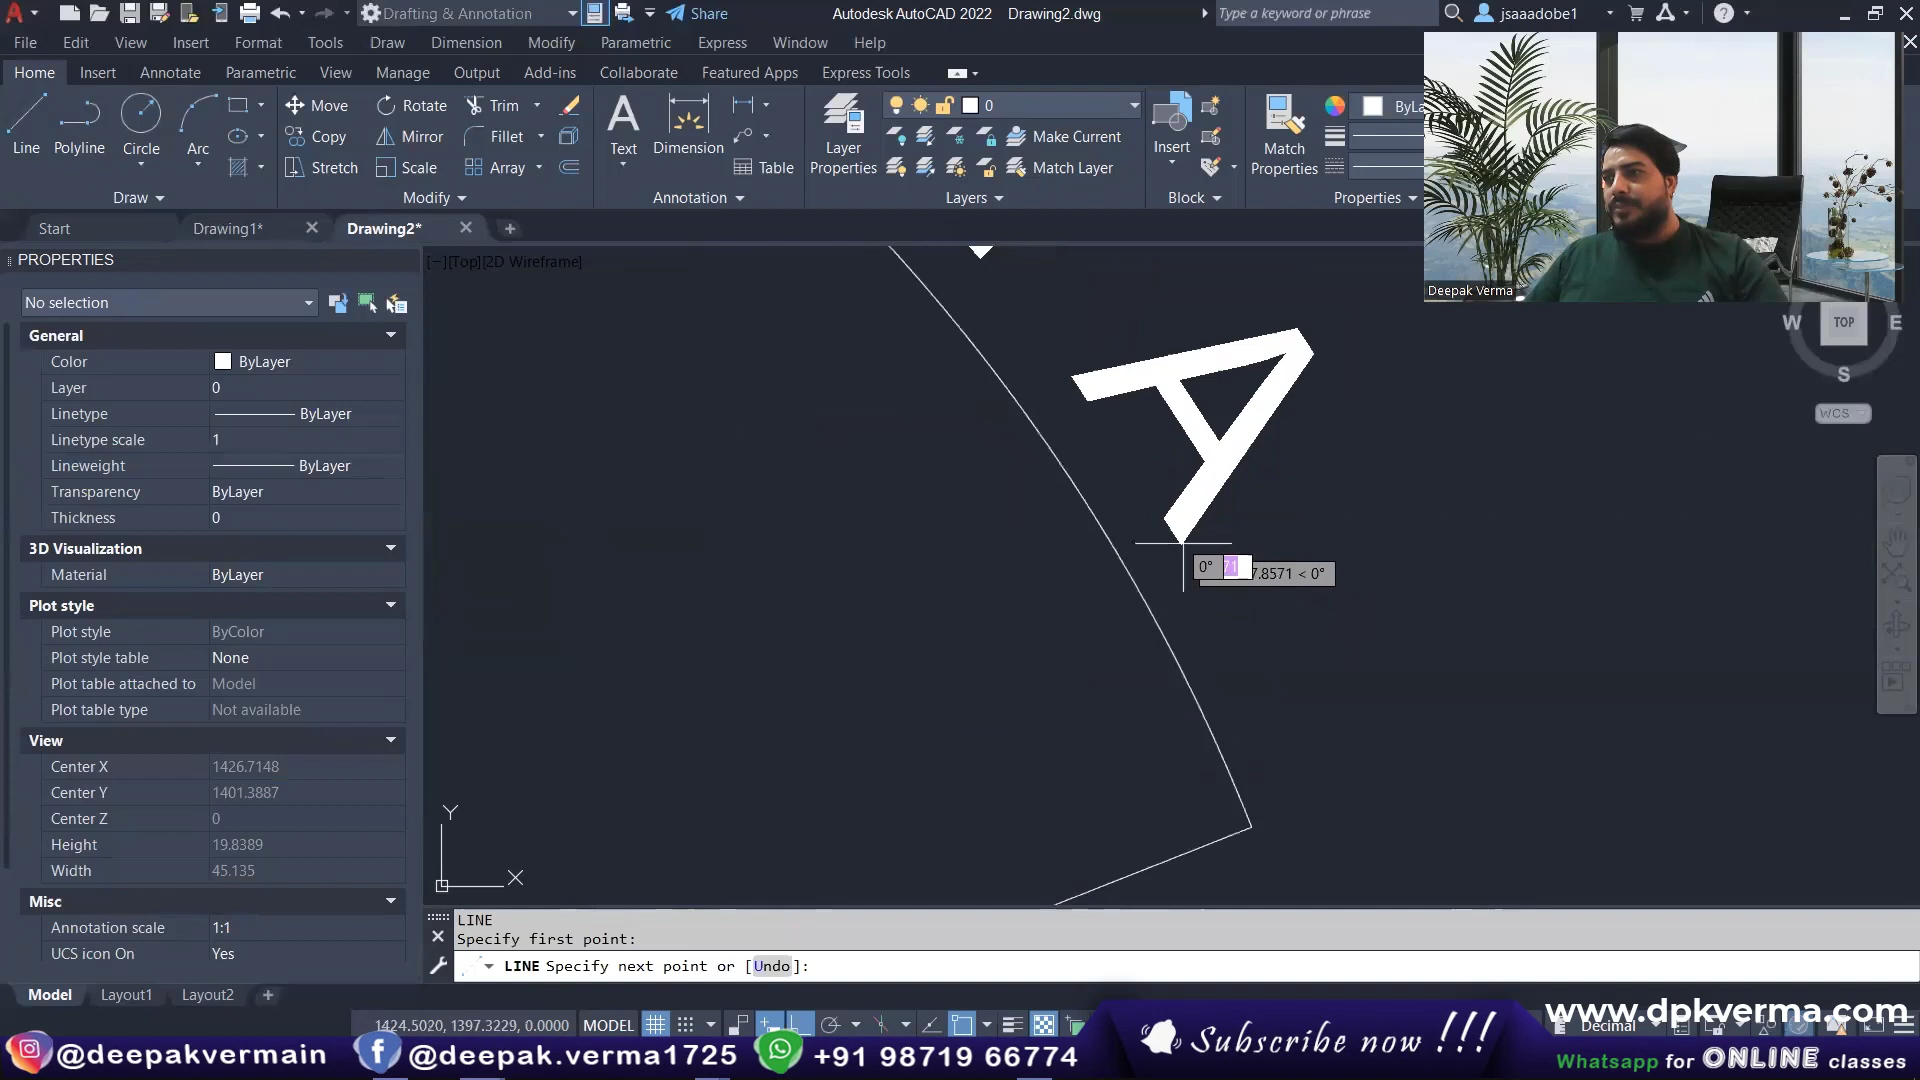 Drafting & Annotation
Share
Autodesk AutoCAD 2022 Drawing2.dwg
Type a keyword or phrase
jsaaadobe1
File Edit View Insert Format Tools Draw Dimension Modify Parametric Express Window Help
Home Insert Annotate Parametric View Manage Output Add-ins Collaborate Featured Apps Express Tools
Line Polyline Circle Arc
Move Rotate Trim
Copy Mirror Fillet
Stretch Scale Array
Text Dimension Table
Layer Properties
0
Make Current
Match Layer
Insert
Match Properties
Draw Modify Annotation Layers Block Properties
Deepak Verma
Start Drawing1* Drawing2*
PROPERTIES
[−][Top][2D Wireframe]
No selection
General
Color ByLayer
Layer 0
Linetype ByLayer
Linetype scale 1
Lineweight ByLayer
Transparency ByLayer
Thickness 0
3D Visualization
Material ByLayer
Plot style
Plot style ByColor
Plot style table None
Plot table attached to Model
Plot table type Not available
View
Center X 1426.7148
Center Y 1401.3887
Center Z 0
Height 19.8389
Width 45.135
Misc
Annotation scale 1:1
UCS icon On Yes
W TOP E
S
WCS
A
0° 71 7.8571 < 0°
Y
X
LINE
Specify first point:
LINE Specify next point or [Undo]:
Model Layout1 Layout2
1424.5020, 1397.3229, 0.0000 MODEL
Decimal
www.dpkverma.com
@deepakvermain @deepak.verma1725 +91 98719 66774
Subscribe now !!!
Whatsapp for ONLINE classes